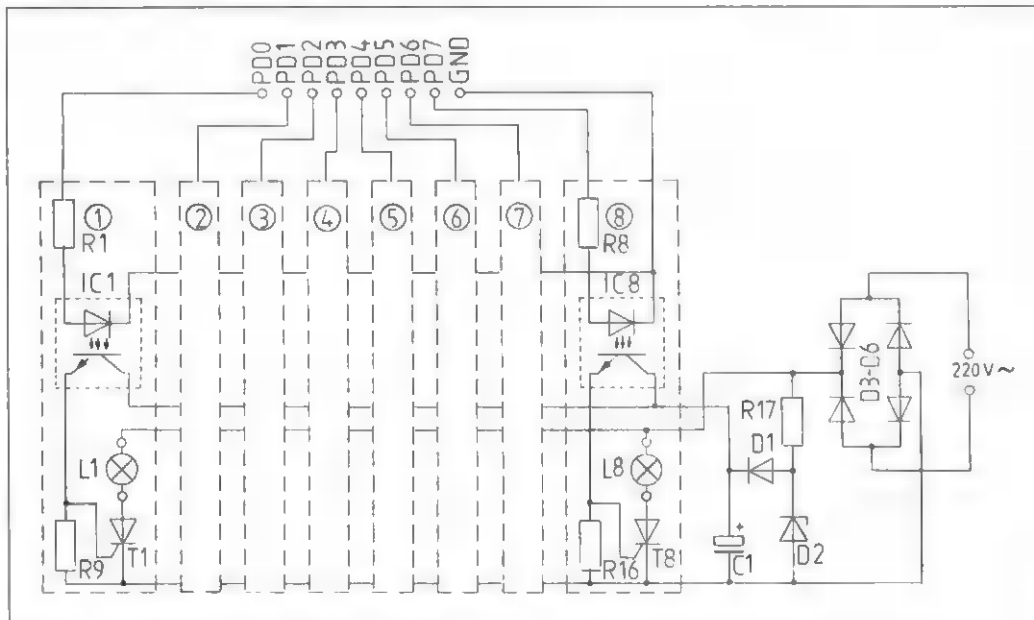 PD0
PD1
PD2
PD3
PD4
PD5
PD6
PD7
GND
①
②
③
④
⑤
⑥
⑦
⑧
R1
R8
IC1
IC8
D3-D6
220V~
R17
D1
L1
L8
R9
T1
R16
T8
+
C1
D2